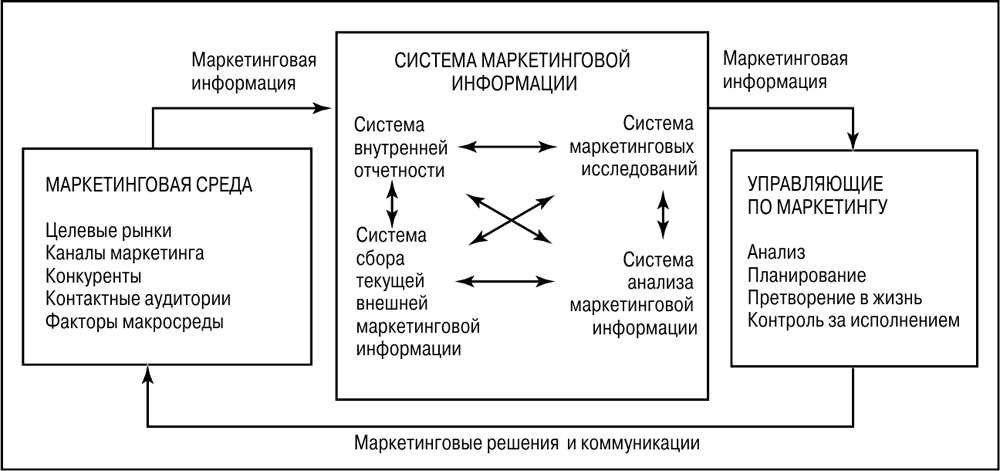 Маркетинговая
информация
СИСТЕМА МАРКЕТИНГОВОЙ
ИНФОРМАЦИИ
Маркетинговая
информация
МАРКЕТИНГОВАЯ СРЕДА
Целевые рынки
Каналы маркетинга
Конкуренты
Контактные аудитории
Факторы макросреды
Система
внутренней
отчетности
Система
маркетинговых
исследований
Система
сбора
текущей
внешней
маркетинговой
информации
Система
анализа
маркетинговой
информации
УПРАВЛЯЮЩИЕ
ПО МАРКЕТИНГУ
Анализ
Планирование
Претворение в жизнь
Контроль за исполнением
Маркетинговые решения и коммуникации